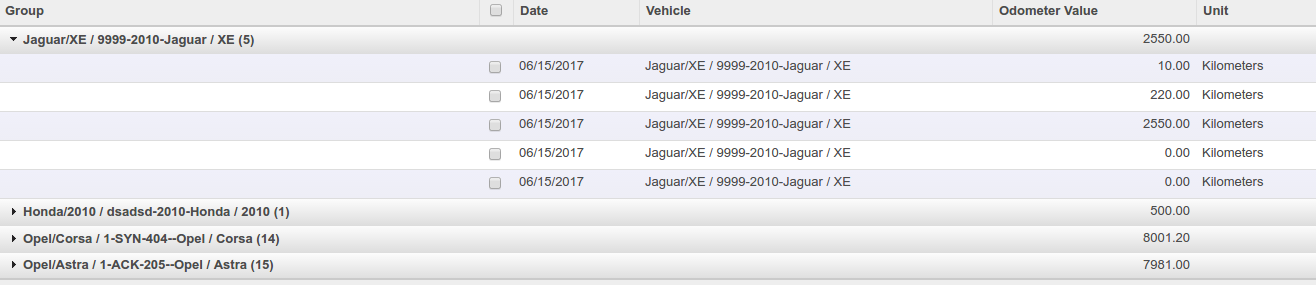 Group Date Vehicle Odometer Value Unit
Jaguar/XE / 9999-2010-Jaguar / XE (5) 2550.00
06/15/2017 Jaguar/XE / 9999-2010-Jaguar / XE 10.00 Kilometers
06/15/2017 Jaguar/XE / 9999-2010-Jaguar / XE 220.00 Kilometers
06/15/2017 Jaguar/XE / 9999-2010-Jaguar / XE 2550.00 Kilometers
06/15/2017 Jaguar/XE / 9999-2010-Jaguar / XE 0.00 Kilometers
06/15/2017 Jaguar/XE / 9999-2010-Jaguar / XE 0.00 Kilometers
Honda/2010 / dsadsd-2010-Honda / 2010 (1) 500.00
Opel/Corsa / 1-SYN-404--Opel / Corsa (14) 8001.20
Opel/Astra / 1-ACK-205--Opel / Astra (15) 7981.00